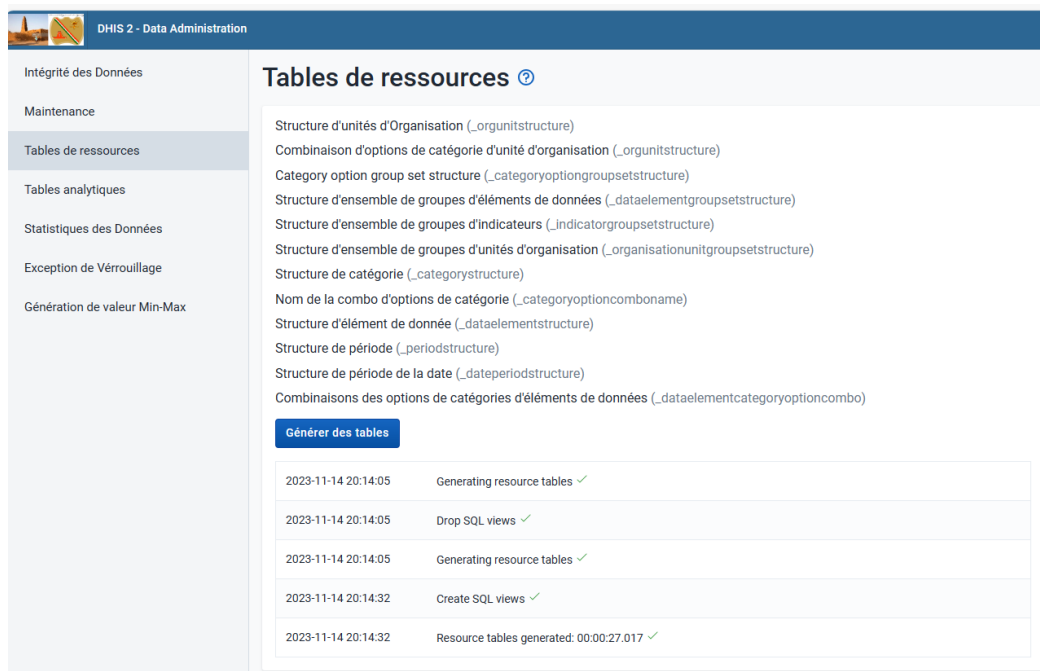 DHIS 2 - Data Administration
Intégrité des Données
Maintenance
Tables de ressources
Tables analytiques
Statistiques des Données
Exception de Vérrouillage
Génération de valeur Min-Max
Tables de ressources ?
Structure d'unités d'Organisation (_orgunitstructure)
Combinaison d'options de catégorie d'unité d'organisation (_orgunitstructure)
Category option group set structure (_categoryoptiongroupsetstructure)
Structure d'ensemble de groupes d'éléments de données (_dataelementgroupsetstructure)
Structure d'ensemble de groupes d'indicateurs (_indicatorgroupsetstructure)
Structure d'ensemble de groupes d'unités d'organisation (_organisationunitgroupsetstructure)
Structure de catégorie (_categorystructure)
Nom de la combo d'options de catégorie (_categoryoptioncomboname)
Structure d'élément de donnée (_dataelementstructure)
Structure de période (_periodstructure)
Structure de période de la date (_dateperiodstructure)
Combinaisons des options de catégories d'éléments de données (_dataelementcategoryoptioncombo)
Générer des tables
2023-11-14 20:14:05 Generating resource tables ✓
2023-11-14 20:14:05 Drop SQL views ✓
2023-11-14 20:14:05 Generating resource tables ✓
2023-11-14 20:14:32 Create SQL views ✓
2023-11-14 20:14:32 Resource tables generated: 00:00:27.017 ✓